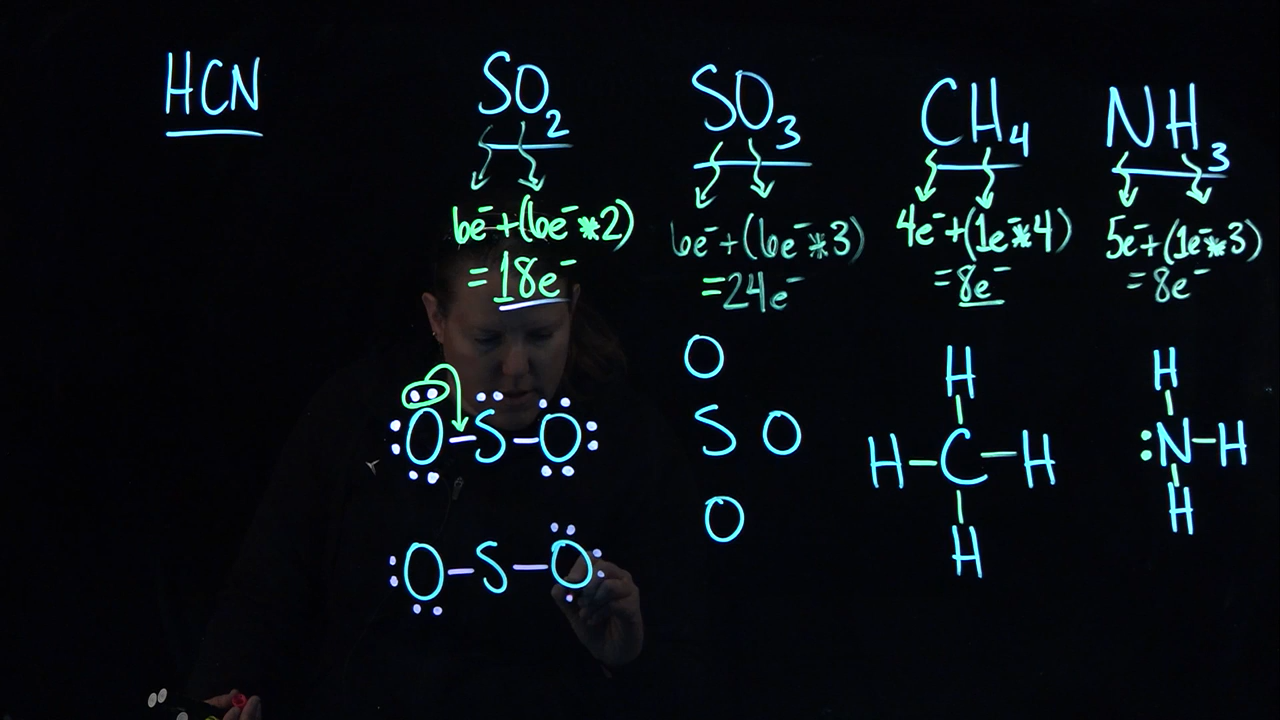 HCN SO₂ SO₃ CH₄ NH₃
6e⁻+(6e⁻*2) 6e⁻+(6e⁻*3) 4e⁻+(1e⁻*4) 5e⁻+(1e⁻*3)
=18e⁻ =24e⁻ =8e⁻ =8e⁻
O H H
O–S–O S O H–C–H :N–H
O H H
O–S–O